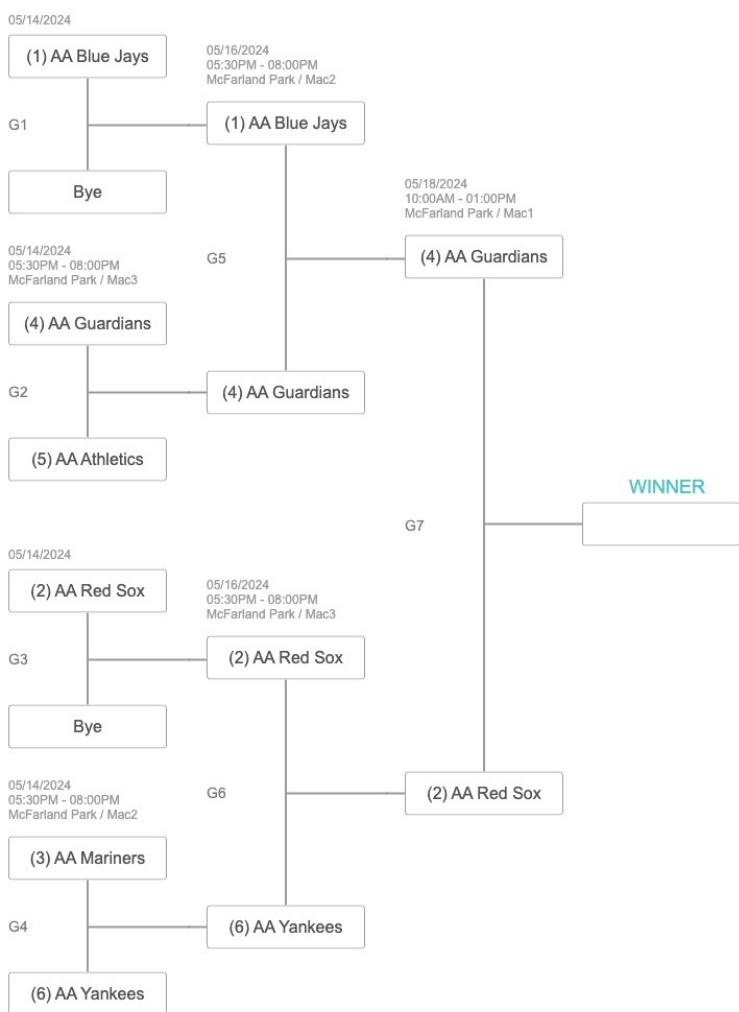 05/14/2024
(1) AA Blue Jays
G1
Bye
05/14/2024
05:30PM - 08:00PM
McFarland Park / Mac3
(4) AA Guardians
G2
(5) AA Athletics
05/14/2024
(2) AA Red Sox
G3
Bye
05/14/2024
05:30PM - 08:00PM
McFarland Park / Mac2
(3) AA Mariners
G4
(6) AA Yankees
05/16/2024
05:30PM - 08:00PM
McFarland Park / Mac2
(1) AA Blue Jays
G5
(4) AA Guardians
05/16/2024
05:30PM - 08:00PM
McFarland Park / Mac3
(2) AA Red Sox
G6
(6) AA Yankees
05/18/2024
10:00AM - 01:00PM
McFarland Park / Mac1
(4) AA Guardians
G7
(2) AA Red Sox
WINNER